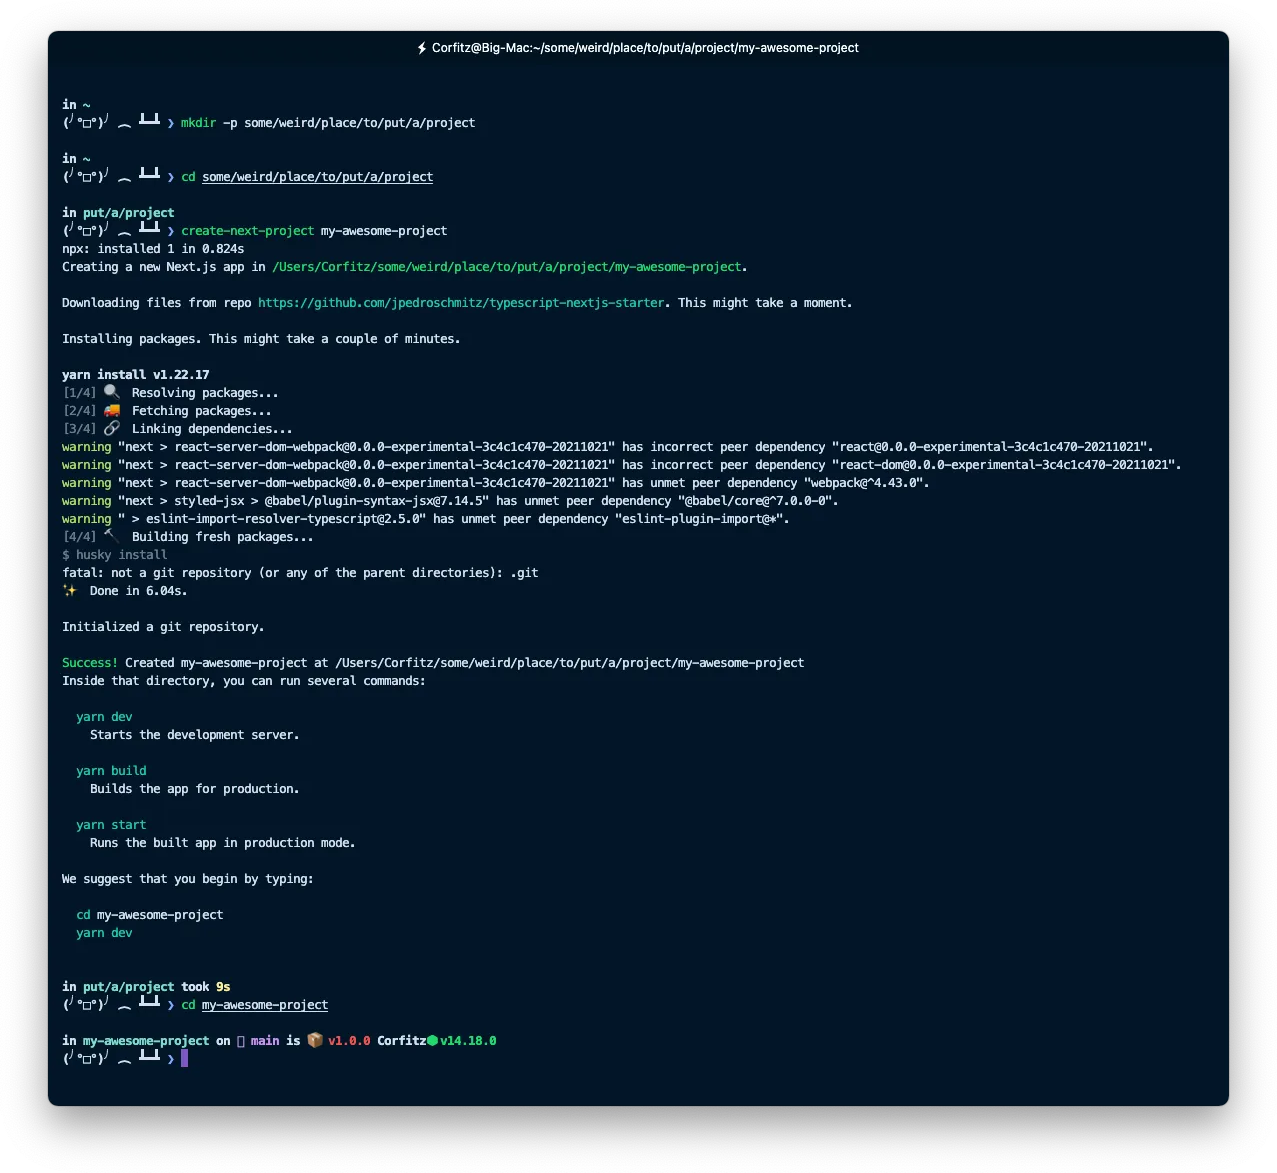 ⚡ Corfitz@Big-Mac:~/some/weird/place/to/put/a/project/my-awesome-project
in ~
(╯°□°)╯ ︵ ┻━┻ ❯ mkdir -p some/weird/place/to/put/a/project
in ~
(╯°□°)╯ ︵ ┻━┻ ❯ cd some/weird/place/to/put/a/project
in put/a/project
(╯°□°)╯ ︵ ┻━┻ ❯ create-next-project my-awesome-project
npx: installed 1 in 0.824s
Creating a new Next.js app in /Users/Corfitz/some/weird/place/to/put/a/project/my-awesome-project.
Downloading files from repo https://github.com/jpedroschmitz/typescript-nextjs-starter. This might take a moment.
Installing packages. This might take a couple of minutes.
yarn install v1.22.17
[1/4] 🔍 Resolving packages...
[2/4] 🚚 Fetching packages...
[3/4] 🔗 Linking dependencies...
warning "next > react-server-dom-webpack@0.0.0-experimental-3c4c1c470-20211021" has incorrect peer dependency "react@0.0.0-experimental-3c4c1c470-20211021".
warning "next > react-server-dom-webpack@0.0.0-experimental-3c4c1c470-20211021" has incorrect peer dependency "react-dom@0.0.0-experimental-3c4c1c470-20211021".
warning "next > react-server-dom-webpack@0.0.0-experimental-3c4c1c470-20211021" has unmet peer dependency "webpack@^4.43.0".
warning "next > styled-jsx > @babel/plugin-syntax-jsx@7.14.5" has unmet peer dependency "@babel/core@^7.0.0-0".
warning " > eslint-import-resolver-typescript@2.5.0" has unmet peer dependency "eslint-plugin-import@*".
[4/4] 🔨 Building fresh packages...
$ husky install
fatal: not a git repository (or any of the parent directories): .git
✨ Done in 6.04s.
Initialized a git repository.
Success! Created my-awesome-project at /Users/Corfitz/some/weird/place/to/put/a/project/my-awesome-project
Inside that directory, you can run several commands:
yarn dev
Starts the development server.
yarn build
Builds the app for production.
yarn start
Runs the built app in production mode.
We suggest that you begin by typing:
cd my-awesome-project
yarn dev
in put/a/project took 9s
(╯°□°)╯ ︵ ┻━┻ ❯ cd my-awesome-project
in my-awesome-project on main is 📦 v1.0.0 Corfitz⬢v14.18.0
(╯°□°)╯ ︵ ┻━┻ ❯